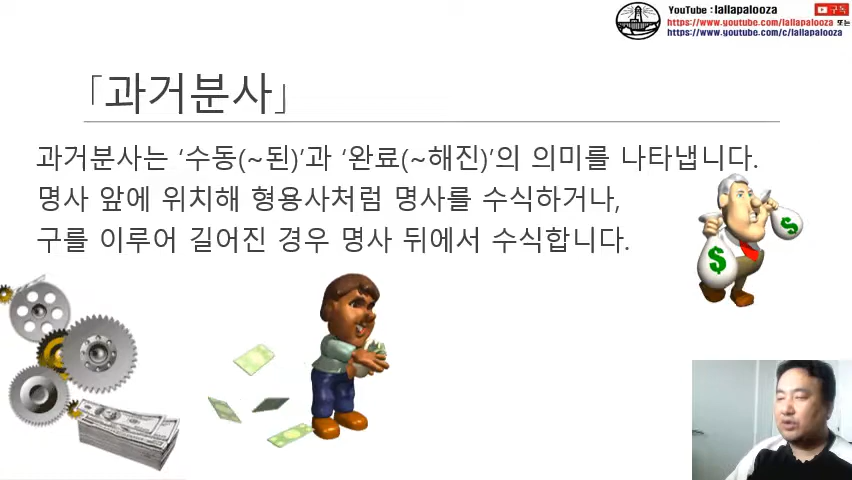 YouTube : lallapalooza 구독
https://www.youtube.com/lallapalooza 또는
https://www.youtube.com/c/lallapalooza
「과거분사」
과거분사는 ‘수동(~된)’과 ‘완료(~해진)’의 의미를 나타냅니다.
명사 앞에 위치해 형용사처럼 명사를 수식하거나,
구를 이루어 길어진 경우 명사 뒤에서 수식합니다.
$
$